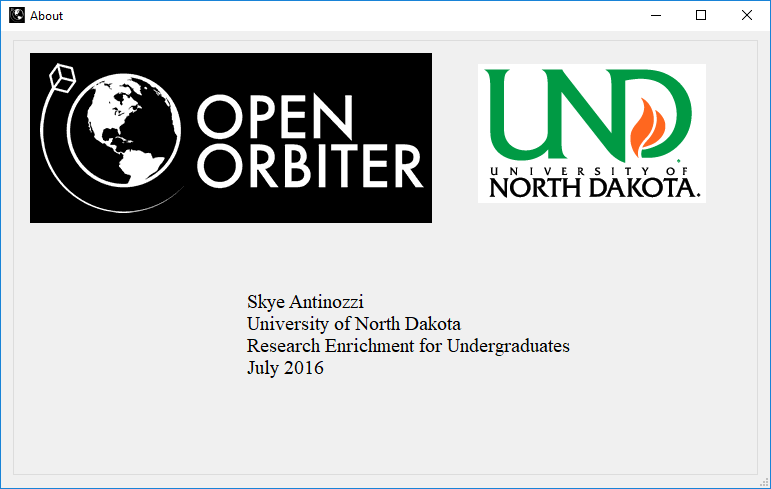 About
OPEN
ORBITER
UND
UNIVERSITY OF
NORTH DAKOTA.
Skye Antinozzi
University of North Dakota
Research Enrichment for Undergraduates
July 2016